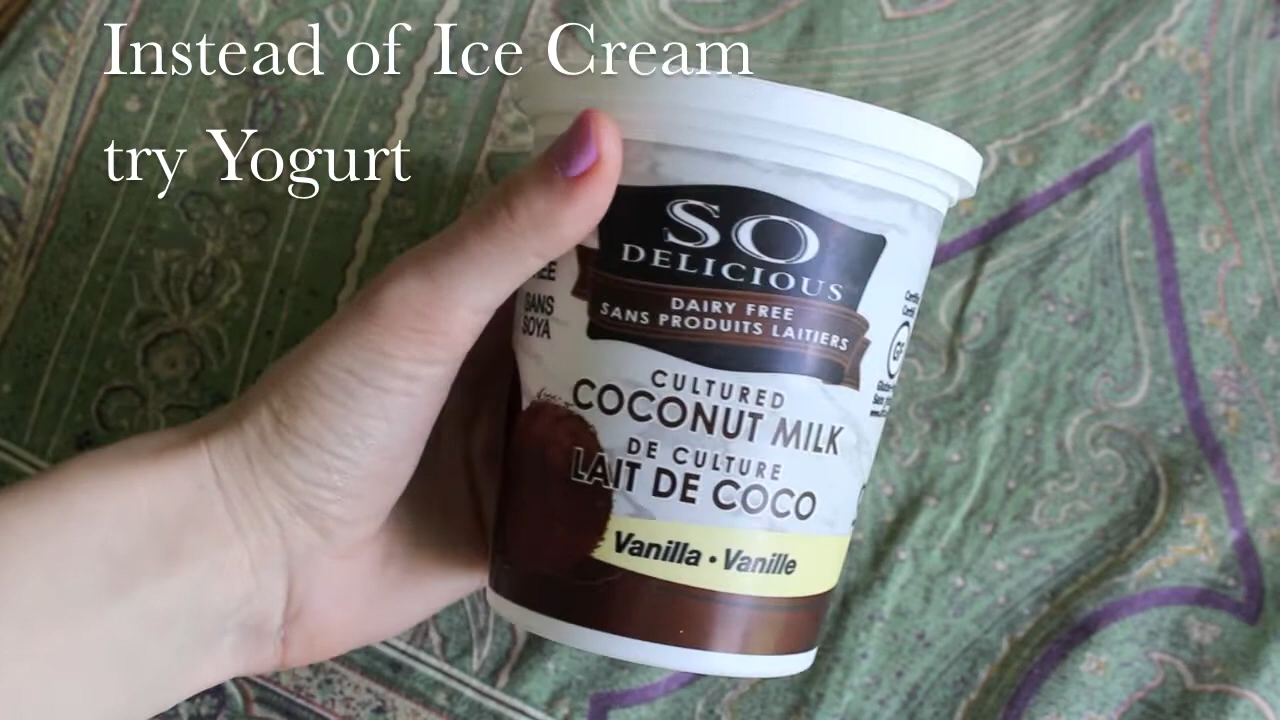 Instead of Ice Cream
try Yogurt
SO
DELICIOUS
DAIRY FREE
SANS PRODUITS LAITIERS
SANS
SOYA
CULTURED
COCONUT MILK
DE CULTURE
LAIT DE COCO
Vanilla • Vanille
GF